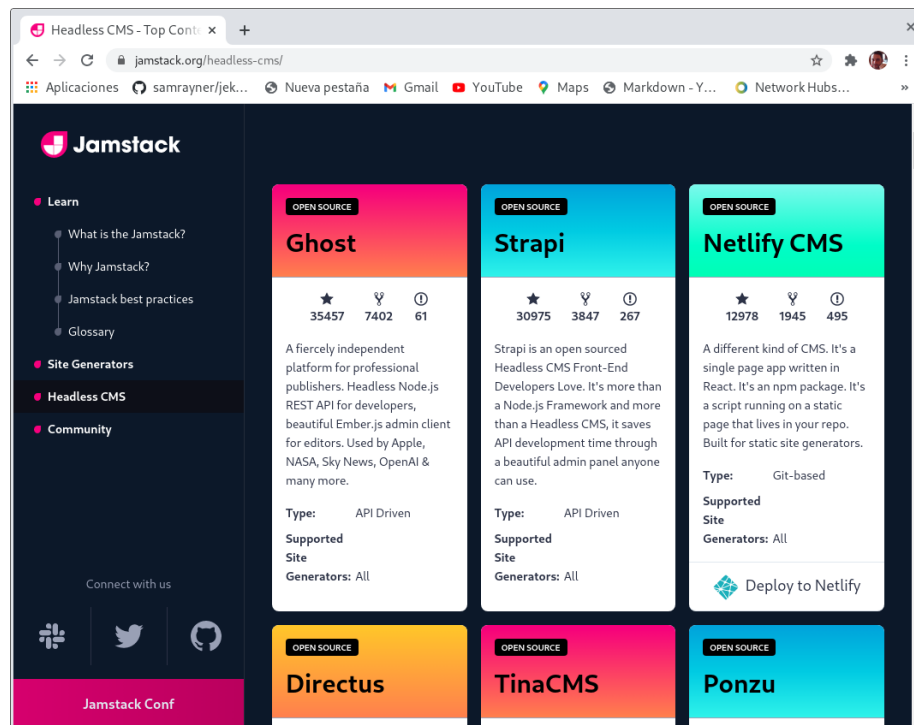 Headless CMS - Top Cont
jamstack.org/headless-cms/
Aplicaciones
samrayner/jek...
Nueva pestaña
Gmail
YouTube
Maps
Markdown - Y...
Network Hubs...
»
Jamstack
Learn
What is the Jamstack?
Why Jamstack?
Jamstack best practices
Glossary
Site Generators
Headless CMS
Community
Connect with us
Jamstack Conf
OPEN SOURCE
Ghost
35457 7402 61
A fiercely independent
platform for professional
publishers. Headless Node.js
REST API for developers,
beautiful Ember.js admin client
for editors. Used by Apple,
NASA, Sky News, OpenAI &
many more.
Type: API Driven
Supported
Site
Generators: All
OPEN SOURCE
Strapi
30975 3847 267
Strapi is an open sourced
Headless CMS Front-End
Developers Love. It's more than
a Node.js Framework and more
than a Headless CMS, it saves
API development time through
a beautiful admin panel anyone
can use.
Type: API Driven
Supported
Site
Generators: All
OPEN SOURCE
Netlify CMS
12978 1945 495
A different kind of CMS. It's a
single page app written in
React. It's an npm package. It's
a script running on a static
page that lives in your repo.
Built for static site generators.
Type: Git-based
Supported
Site
Generators: All
Deploy to Netlify
OPEN SOURCE
Directus
OPEN SOURCE
TinaCMS
OPEN SOURCE
Ponzu